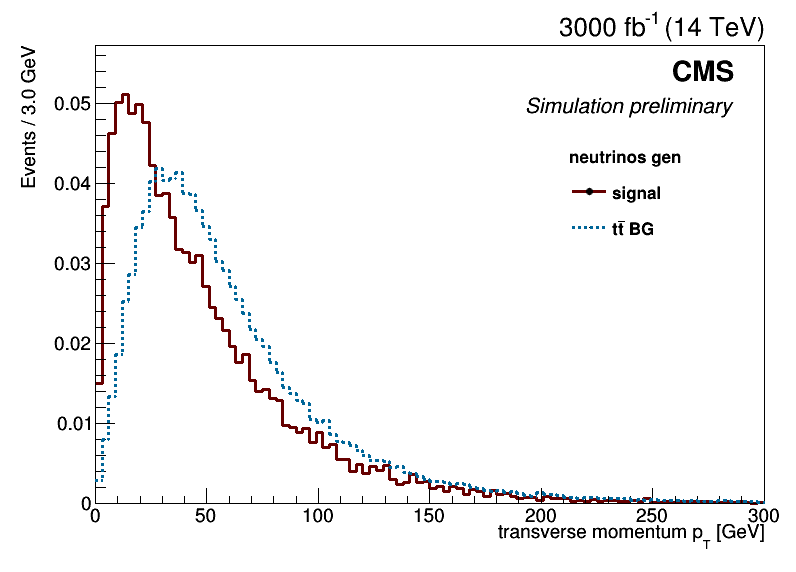 3000 fb⁻¹ (14 TeV)
CMS
Simulation preliminary
neutrinos gen
signal
tt̄ BG
Events / 3.0 GeV
0.05
0.04
0.03
0.02
0.01
0
0 50 100 150 200 250 300
transverse momentum p_T [GeV]